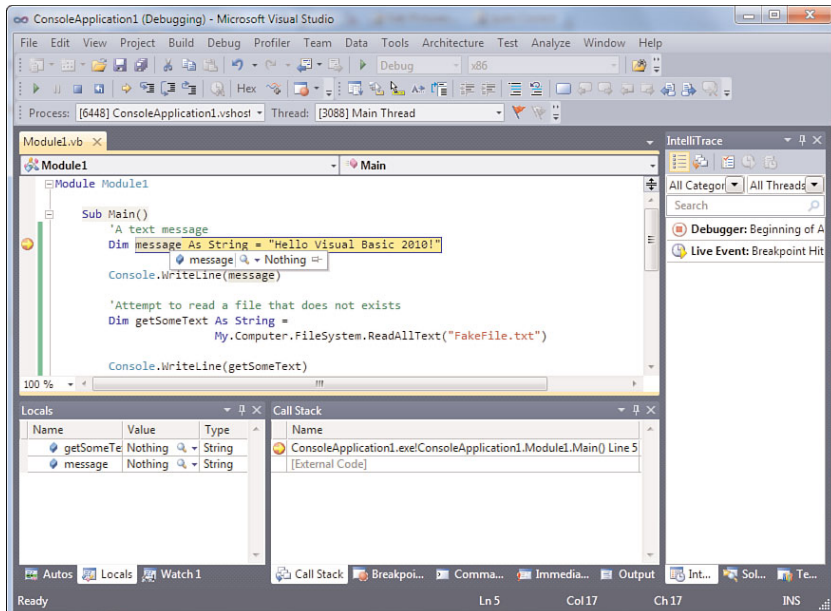 ConsoleApplication1 (Debugging) - Microsoft Visual Studio
File Edit View Project Build Debug Profiler Team Data Tools Architecture Test Analyze Window Help
Debug x86
Hex
Process: [6448] ConsoleApplication1.vshost Thread: [3088] Main Thread
Module1.vb
Module1 Main
Module Module1
Sub Main()
'A text message
Dim message As String = "Hello Visual Basic 2010!"
message Nothing
Console.WriteLine(message)
'Attempt to read a file that does not exists
Dim getSomeText As String =
My.Computer.FileSystem.ReadAllText("FakeFile.txt")
Console.WriteLine(getSomeText)
100 %
IntelliTrace
All Categor All Threads
Search
Debugger: Beginning of A
Live Event: Breakpoint Hit
Locals
Name Value Type
getSomeTe Nothing String
message Nothing String
Call Stack
Name
ConsoleApplication1.exe!ConsoleApplication1.Module1.Main() Line 5
[External Code]
Autos Locals Watch 1
Call Stack Breakpoi... Comma... Immedia... Output
Int... Sol... Te...
Ready Ln 5 Col 17 Ch 17 INS